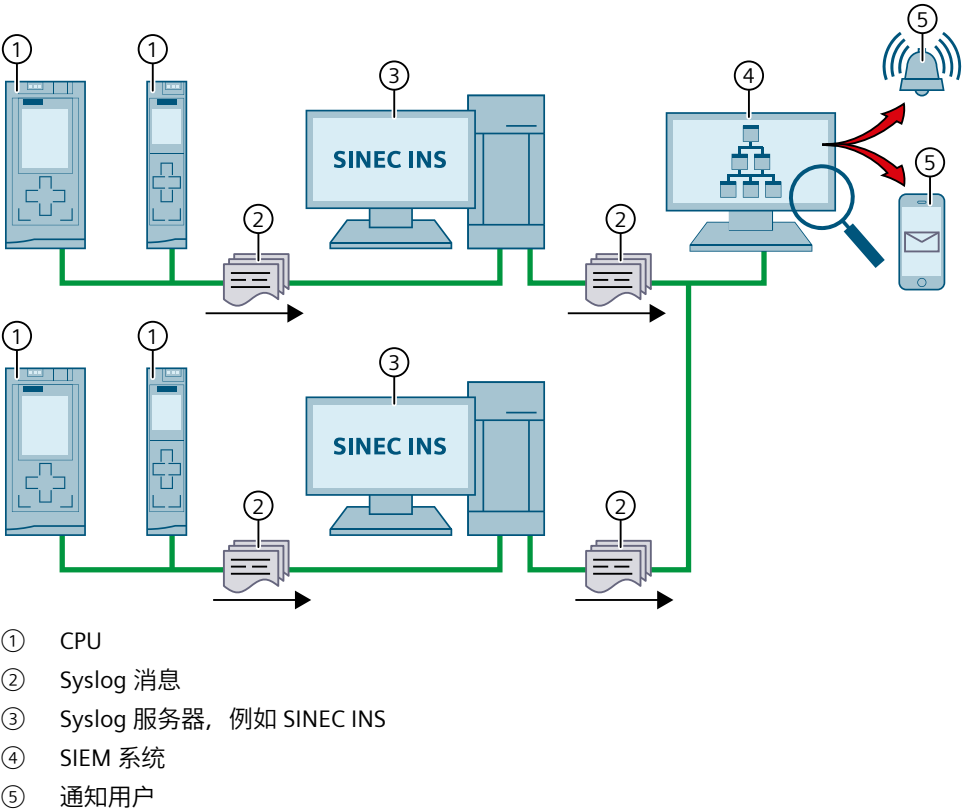 ① ① ③ ④ ⑤
SINEC INS
② ② ⑤
① ① ③
SINEC INS
② ②
① CPU
② Syslog 消息
③ Syslog 服务器，例如 SINEC INS
④ SIEM 系统
⑤ 通知用户